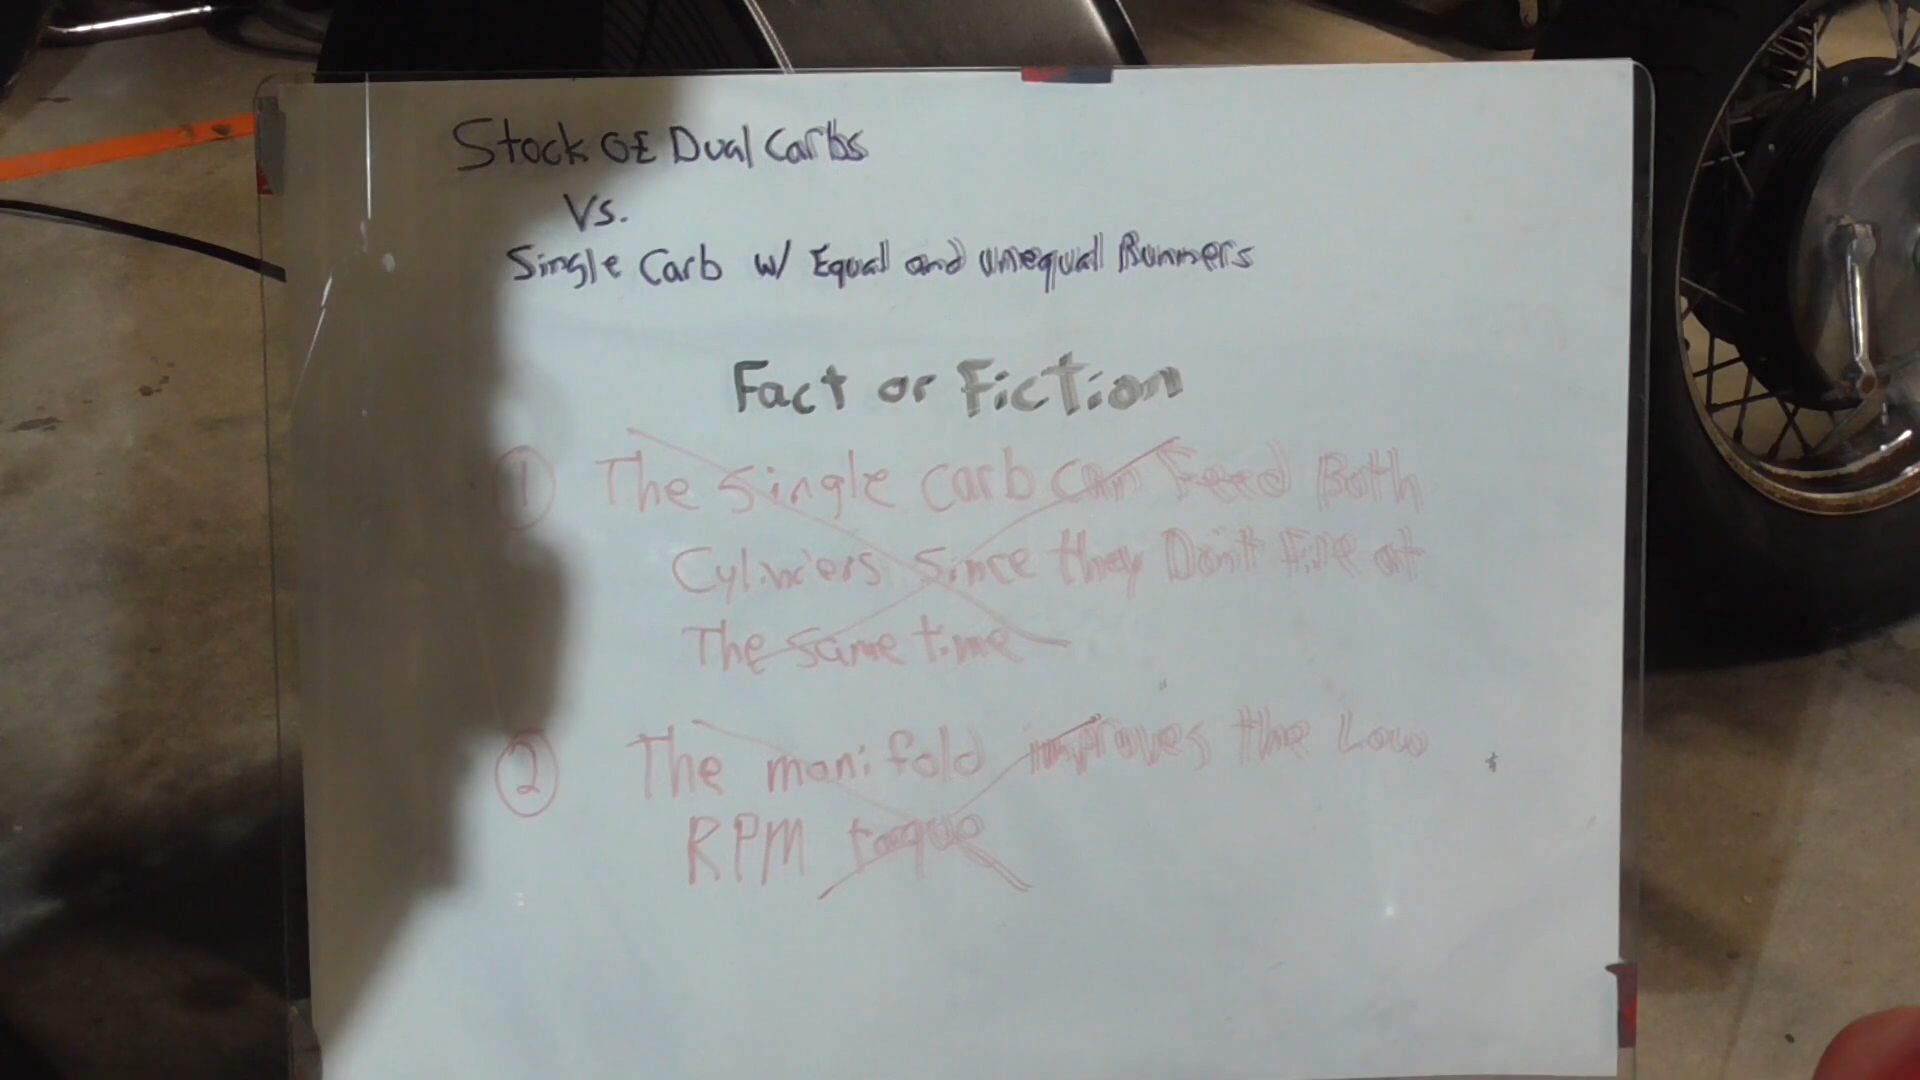 Stock OE Dual Carbs
Vs.
Single Carb w/ Equal and unequal Runners
Fact or Fiction
① The Single Carb Can Feed Both
Cylinders Since they Don't Fire at
The Same time
② The manifold improves the Low
RPM torque